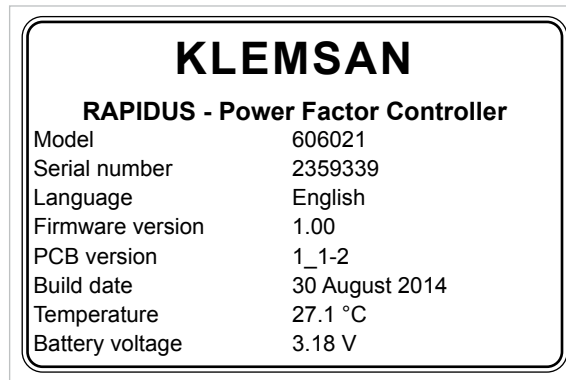 KLEMSAN
RAPIDUS - Power Factor Controller
Model 606021
Serial number 2359339
Language English
Firmware version 1.00
PCB version 1_1-2
Build date 30 August 2014
Temperature 27.1 °C
Battery voltage 3.18 V